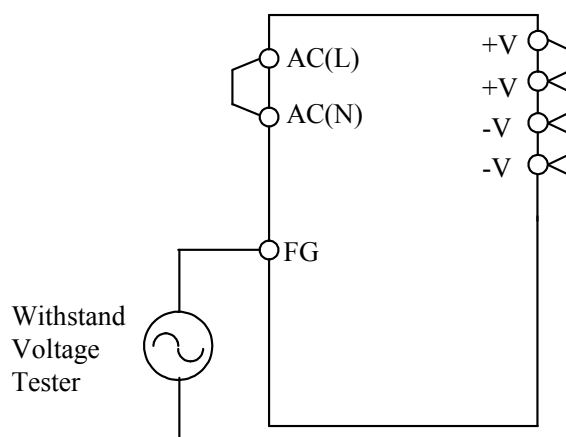 AC(L)
AC(N)
+V
+V
-V
-V
FG
Withstand
Voltage
Tester